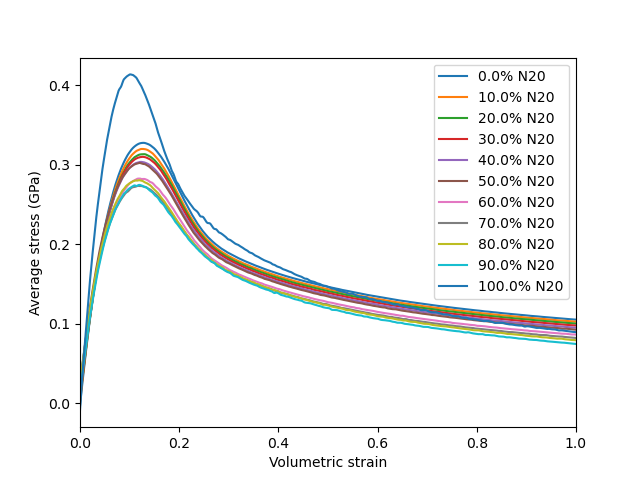 0.4
0.3
0.2
0.1
0.0
Average stress (GPa)
0.0% N20
10.0% N20
20.0% N20
30.0% N20
40.0% N20
50.0% N20
60.0% N20
70.0% N20
80.0% N20
90.0% N20
100.0% N20
0.0 0.2 0.4 0.6 0.8 1.0
Volumetric strain